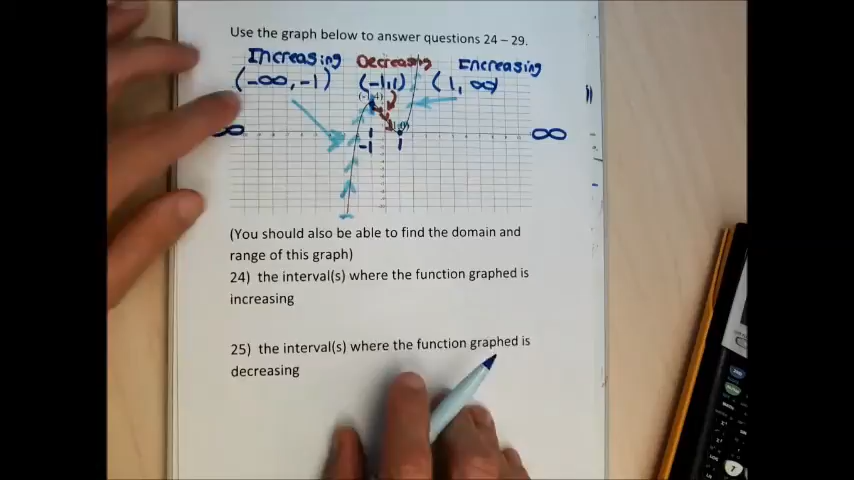 Use the graph below to answer questions 24 – 29.
Increasing Decreasing Increasing
(-∞, -1) (-1,1) (1, ∞)
∞ ∞
-1 1
(You should also be able to find the domain and
range of this graph)
24) the interval(s) where the function graphed is
increasing
25) the interval(s) where the function graphed is
decreasing